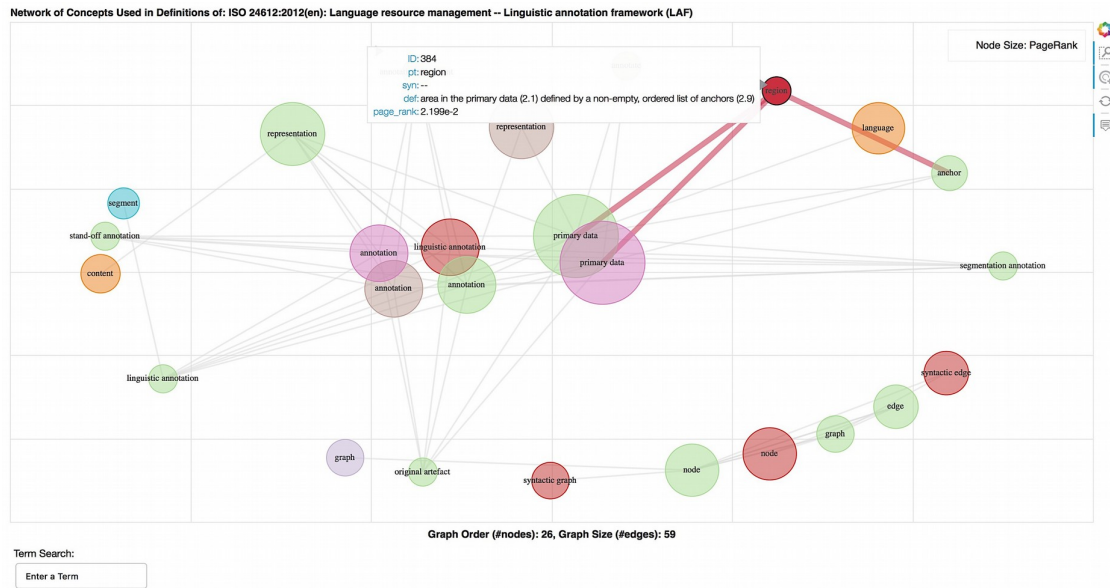 Network of Concepts Used in Definitions of: ISO 24612:2012(en): Language resource management -- Linguistic annotation framework (LAF)
Node Size: PageRank
ID: 384
pt: region
syn: --
def: area in the primary data (2.1) defined by a non-empty, ordered list of anchors (2.9)
page_rank: 2.199e-2
region
representation
representation
language
anchor
segment
stand-off annotation
content
annotation
linguistic annotation
annotation
annotation
primary data
primary data
segmentation annotation
linguistic annotation
syntactic edge
edge
graph
node
node
graph
original artefact
syntactic graph
Graph Order (#nodes): 26, Graph Size (#edges): 59
Term Search:
Enter a Term